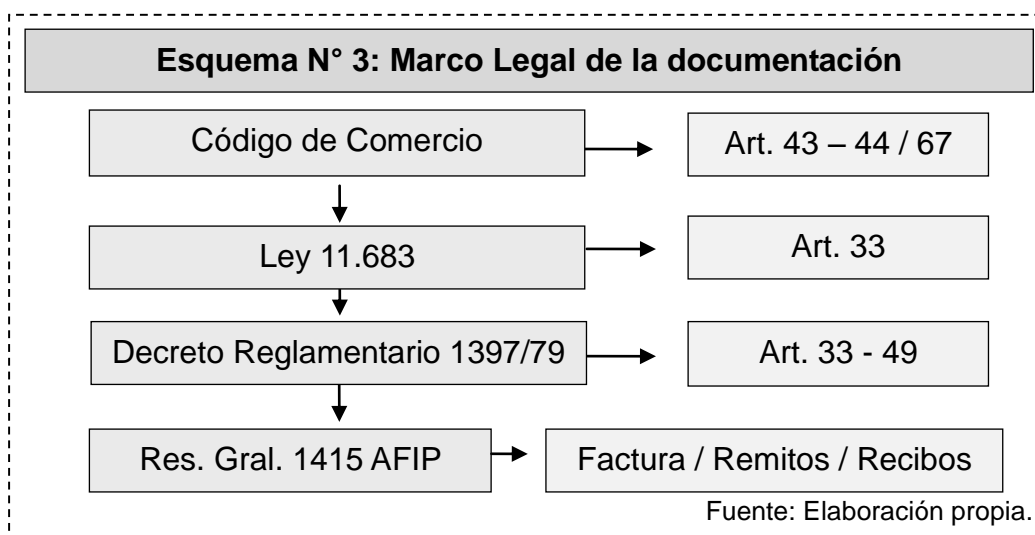 Esquema N° 3: Marco Legal de la documentación
Código de Comercio
Art. 43 – 44 / 67
Ley 11.683
Art. 33
Decreto Reglamentario 1397/79
Art. 33 - 49
Res. Gral. 1415 AFIP
Factura / Remitos / Recibos
Fuente: Elaboración propia.